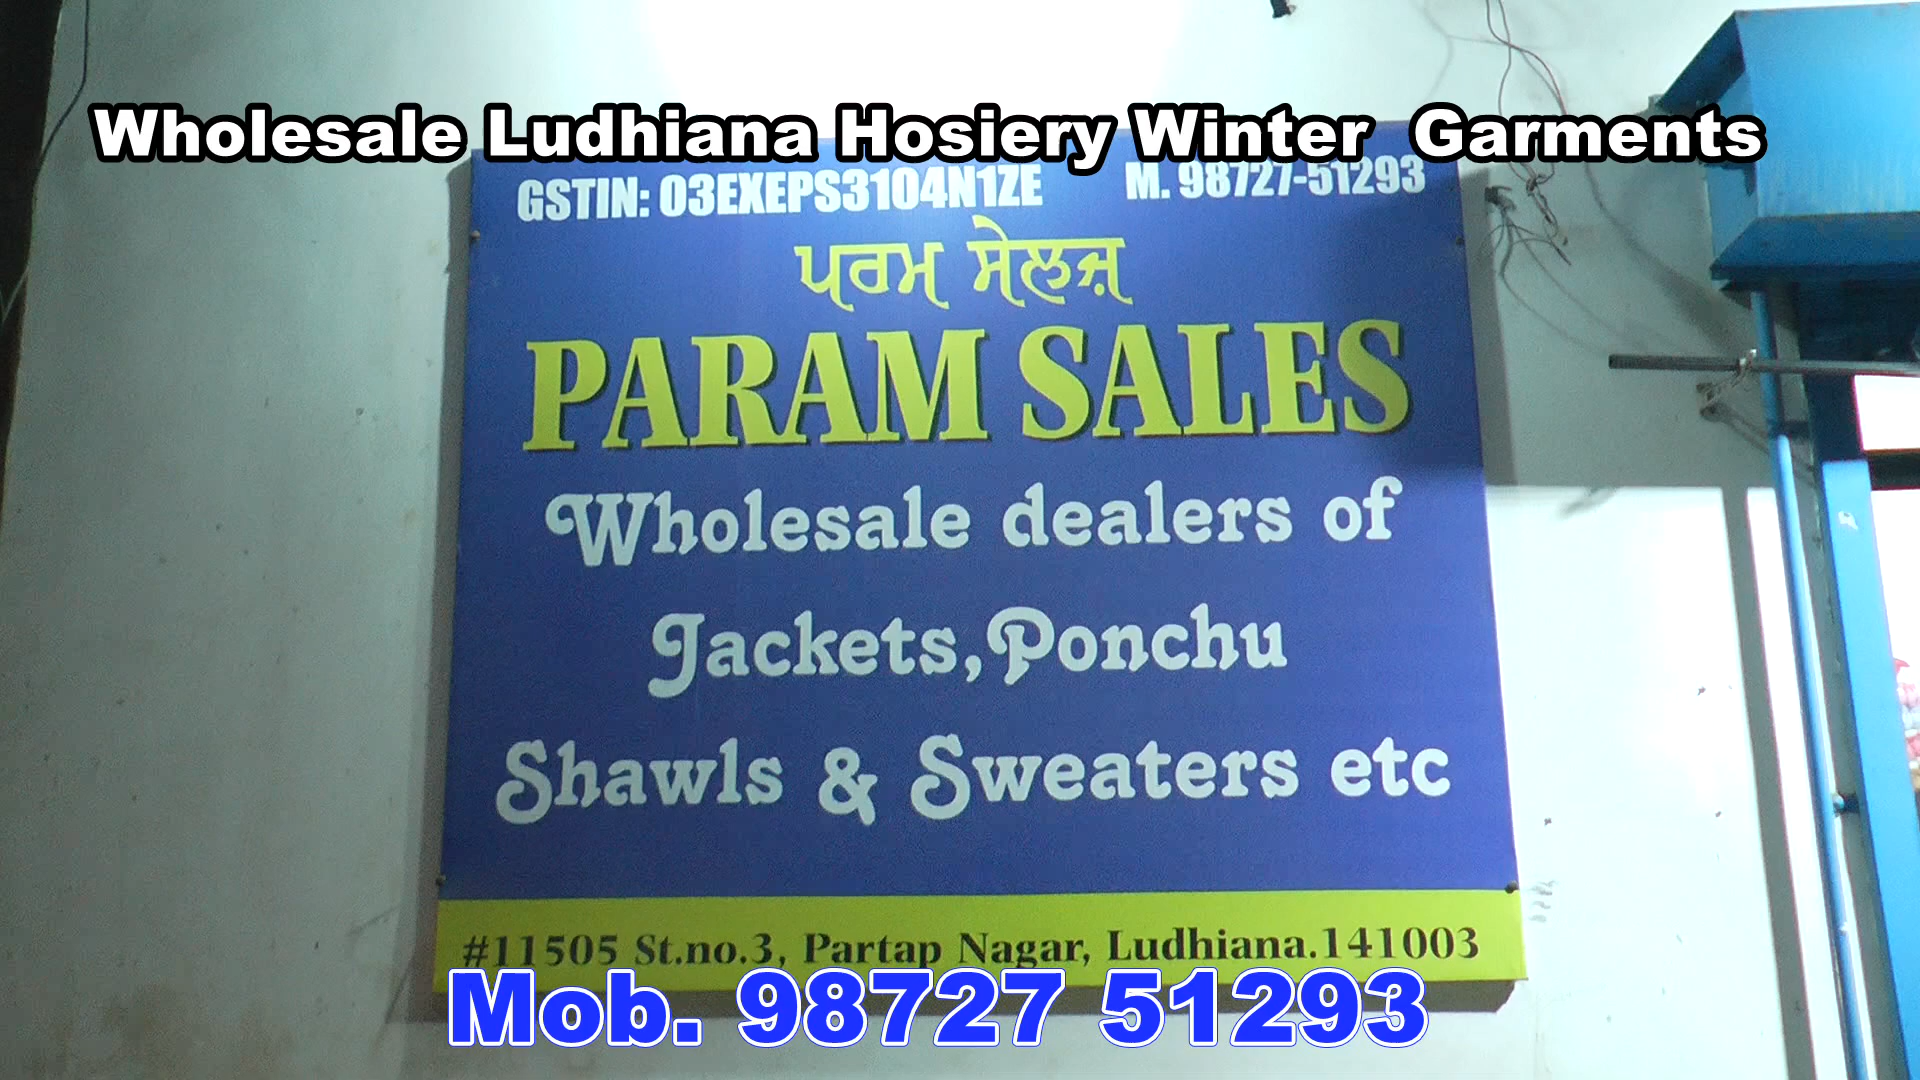 Wholesale Ludhiana Hosiery Winter Garments
GSTIN: 03EXEPS3104N1ZE M. 98727-51293
ਪਰਮ ਸੇਲਜ਼
PARAM SALES
Wholesale dealers of
Jackets,Ponchu
Shawls & Sweaters etc
#11505 St.no.3, Partap Nagar, Ludhiana.141003
Mob. 98727 51293